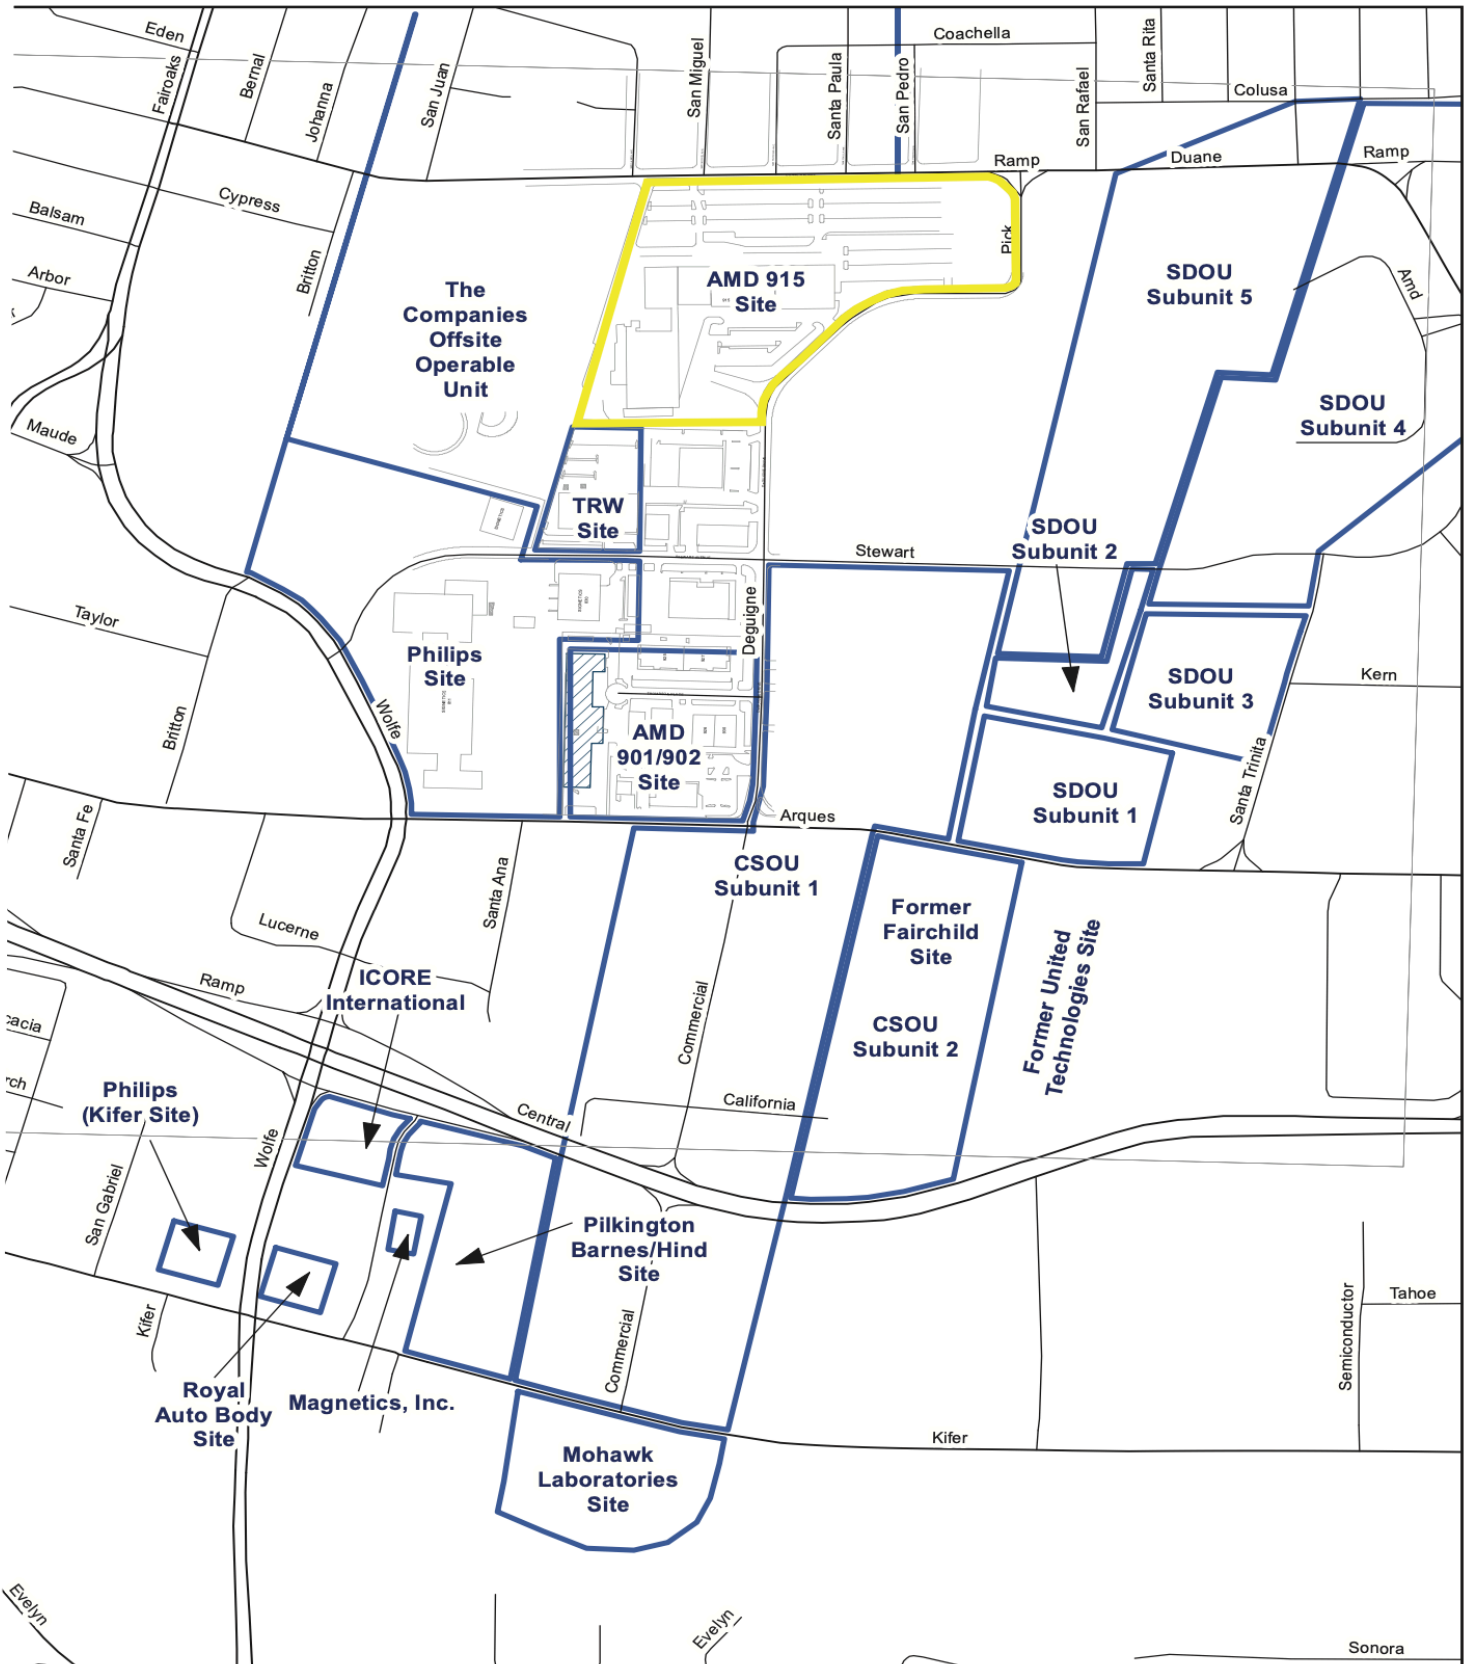 Eden
Fairoaks
Bernal
Johanna
San Juan
San Miguel
Santa Paula
San Pedro
Coachella
San Rafael
Santa Rita
Colusa
Ramp
Duane
Ramp
Cypress
Balsam
Arbor
Britton
Maude
Pick
Amd
The
Companies
Offsite
Operable
Unit
AMD 915
Site
SDOU
Subunit 5
SDOU
Subunit 4
TRW
Site
SDOU
Subunit 2
Stewart
Deguigne
Taylor
Britton
Philips
Site
Wolfe
AMD
901/902
Site
SDOU
Subunit 3
Kern
Santa Trinita
SDOU
Subunit 1
Santa Fe
Arques
Santa Ana
CSOU
Subunit 1
Former
Fairchild
Site
CSOU
Subunit 2
Former United
Technologies Site
Lucerne
Ramp
ICORE
International
Commercial
cacia
rch
Philips
(Kifer Site)
Central
California
Wolfe
San Gabriel
Pilkington
Barnes/Hind
Site
Kifer
Commercial
Semiconductor
Tahoe
Royal
Auto Body
Site
Magnetics, Inc.
Kifer
Mohawk
Laboratories
Site
Evelyn
Evelyn
Sonora